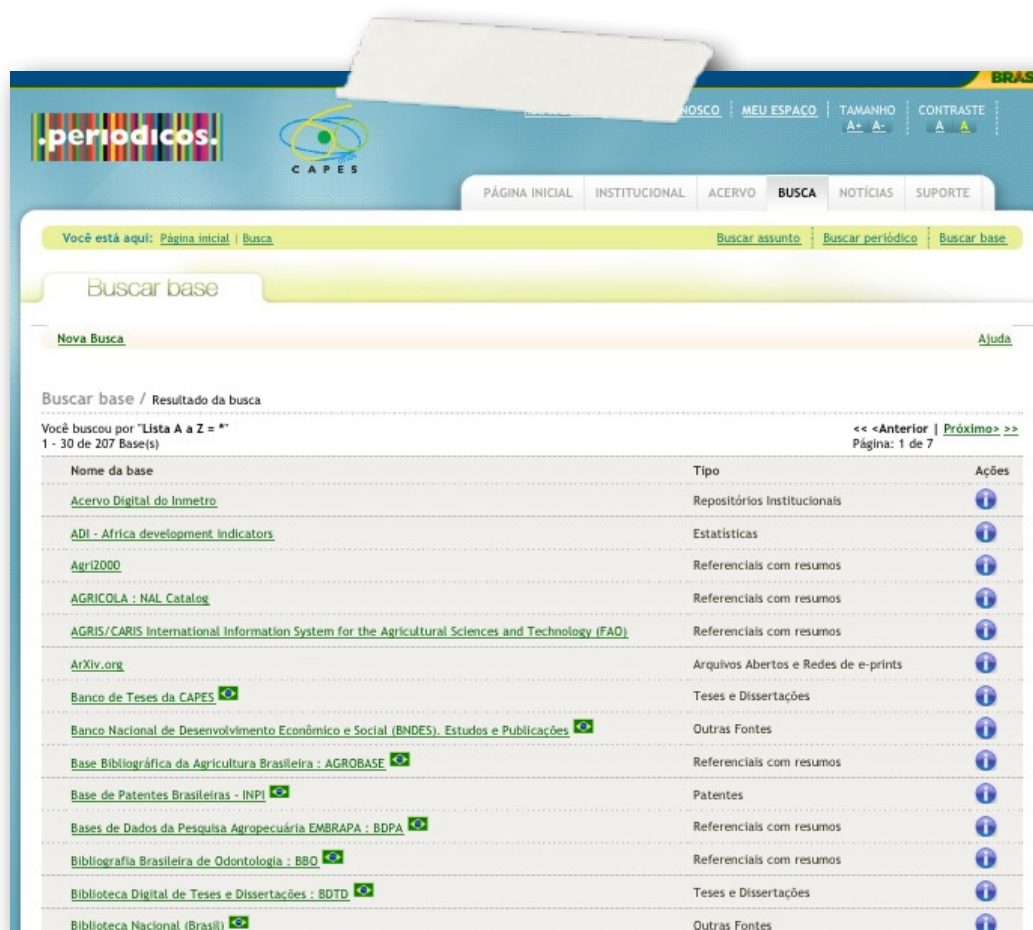 BRAS
.periodicos.
CAPES
NOSCO MEU ESPAÇO TAMANHO CONTRASTE
A+ A- A A
PÁGINA INICIAL INSTITUCIONAL ACERVO BUSCA NOTÍCIAS SUPORTE
Você está aqui: Página inicial | Busca Buscar assunto Buscar periódico Buscar base
Buscar base
Nova Busca Ajuda
Buscar base / Resultado da busca
Você buscou por "Lista A a Z = *" << <Anterior | Próximo> >>
1 - 30 de 207 Base(s) Página: 1 de 7
Nome da base Tipo Ações
Acervo Digital do Inmetro Repositórios Institucionais
ADI - Africa development indicators Estatísticas
Agri2000 Referenciais com resumos
AGRICOLA : NAL Catalog Referenciais com resumos
AGRIS/CARIS International Information System for the Agricultural Sciences and Technology (FAO) Referenciais com resumos
ArXiv.org Arquivos Abertos e Redes de e-prints
Banco de Teses da CAPES Teses e Dissertações
Banco Nacional de Desenvolvimento Econômico e Social (BNDES). Estudos e Publicações Outras Fontes
Base Bibliográfica da Agricultura Brasileira : AGROBASE Referenciais com resumos
Base de Patentes Brasileiras - INPI Patentes
Bases de Dados da Pesquisa Agropecuária EMBRAPA : BDPA Referenciais com resumos
Bibliografia Brasileira de Odontologia : BBO Referenciais com resumos
Biblioteca Digital de Teses e Dissertações : BDTD Teses e Dissertações
Biblioteca Nacional (Brasil) Outras Fontes